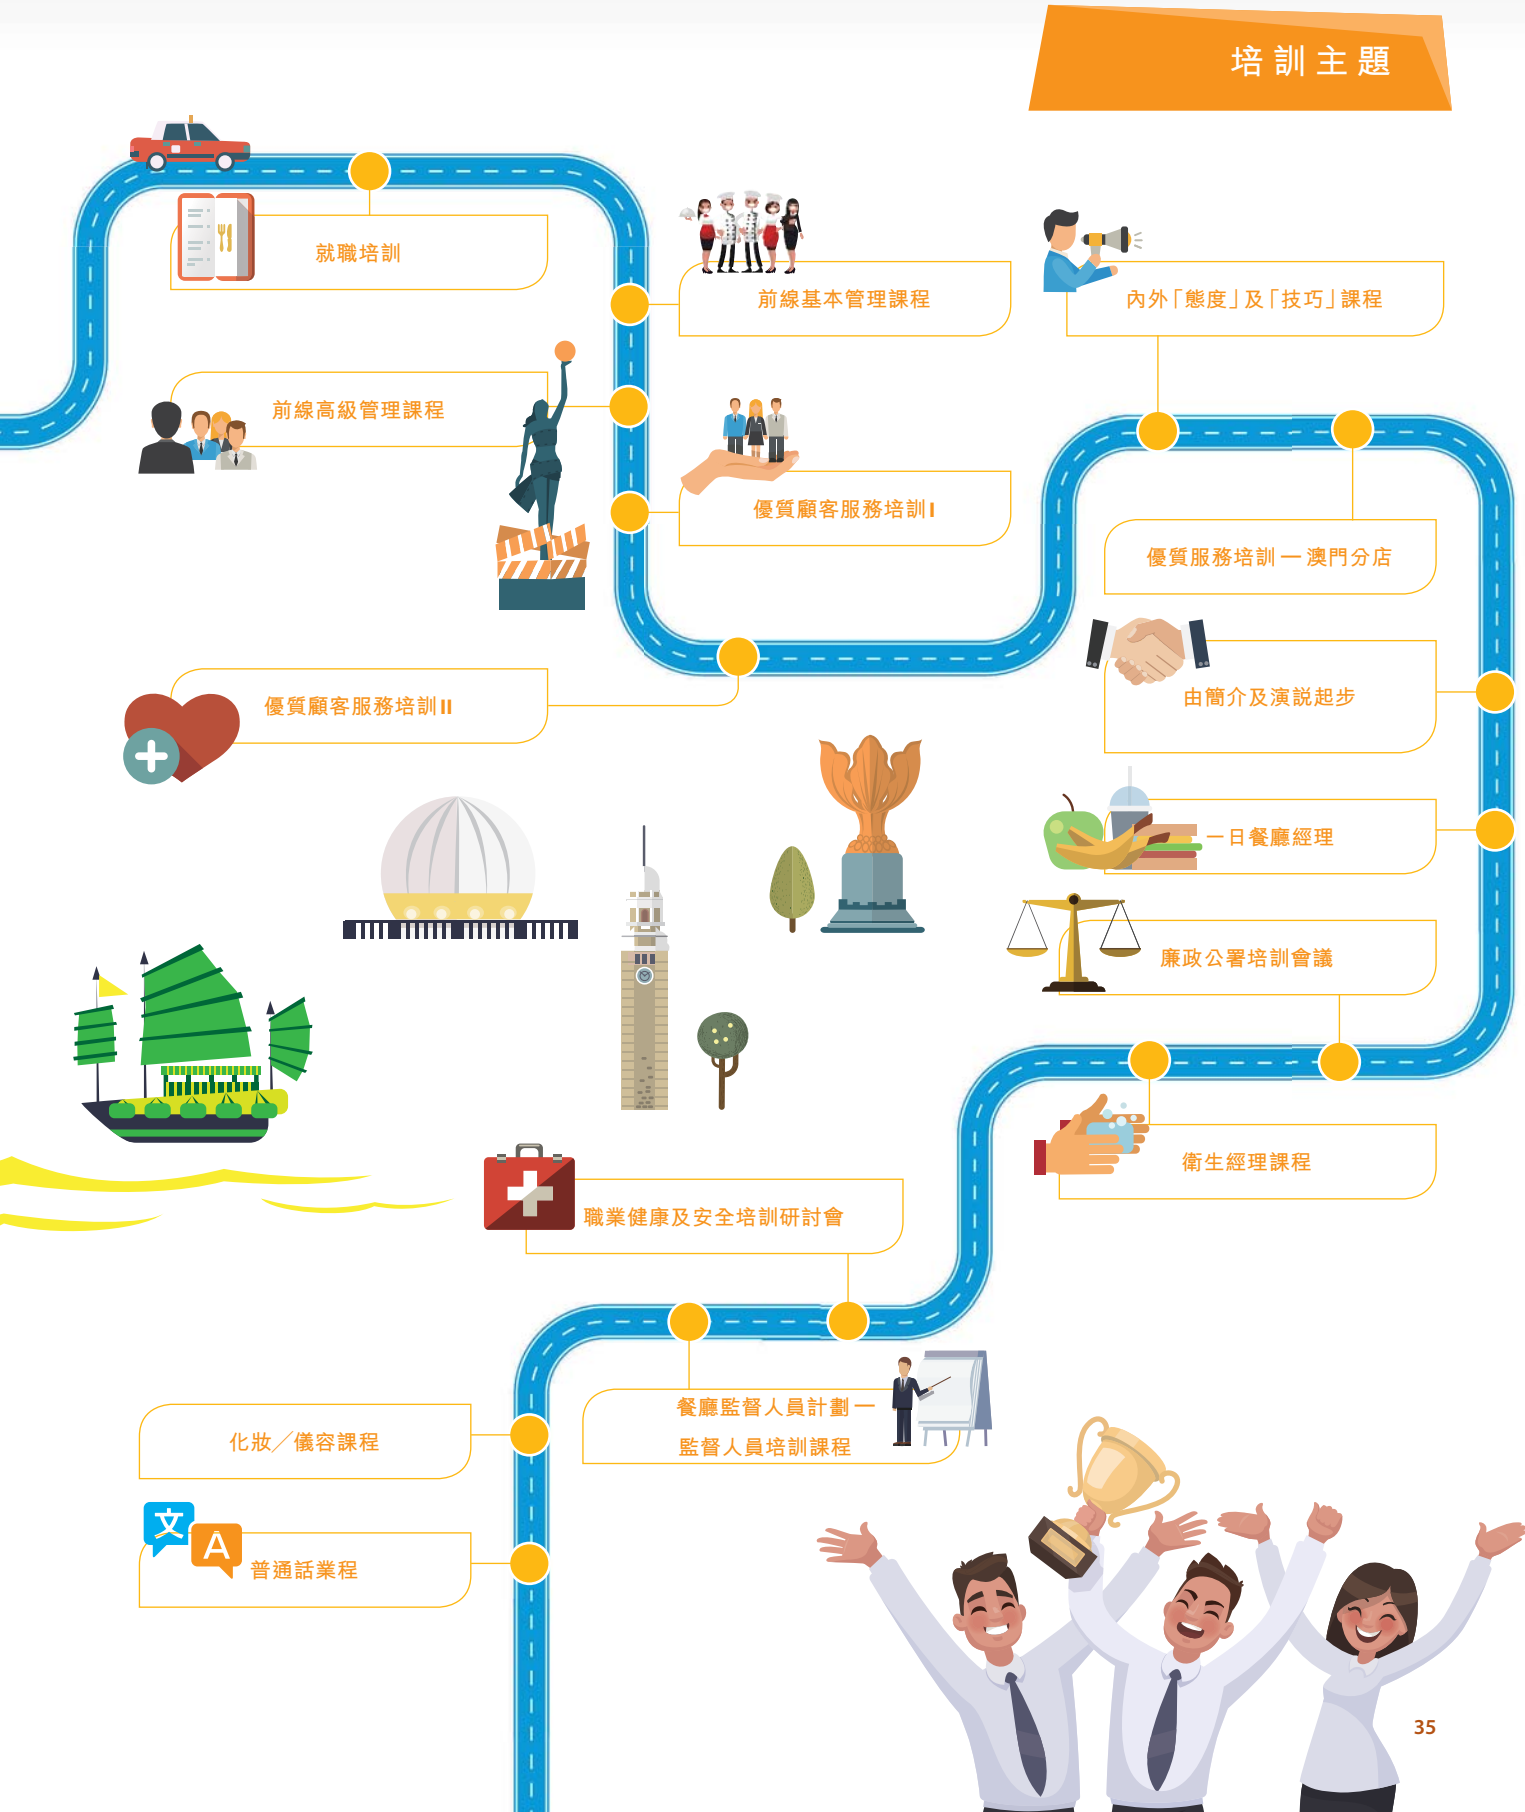 培訓主題
就職培訓
前線基本管理課程
內外「態度」及「技巧」課程
前線高級管理課程
優質顧客服務培訓 I
優質服務培訓 一 澳門分店
由簡介及演説起步
優質顧客服務培訓 II
一日餐廳經理
廉政公署培訓會議
衛生經理課程
職業健康及安全培訓研討會
餐廳監督人員計劃 一
監督人員培訓課程
化妝／儀容課程
文
A
普通話業程
35